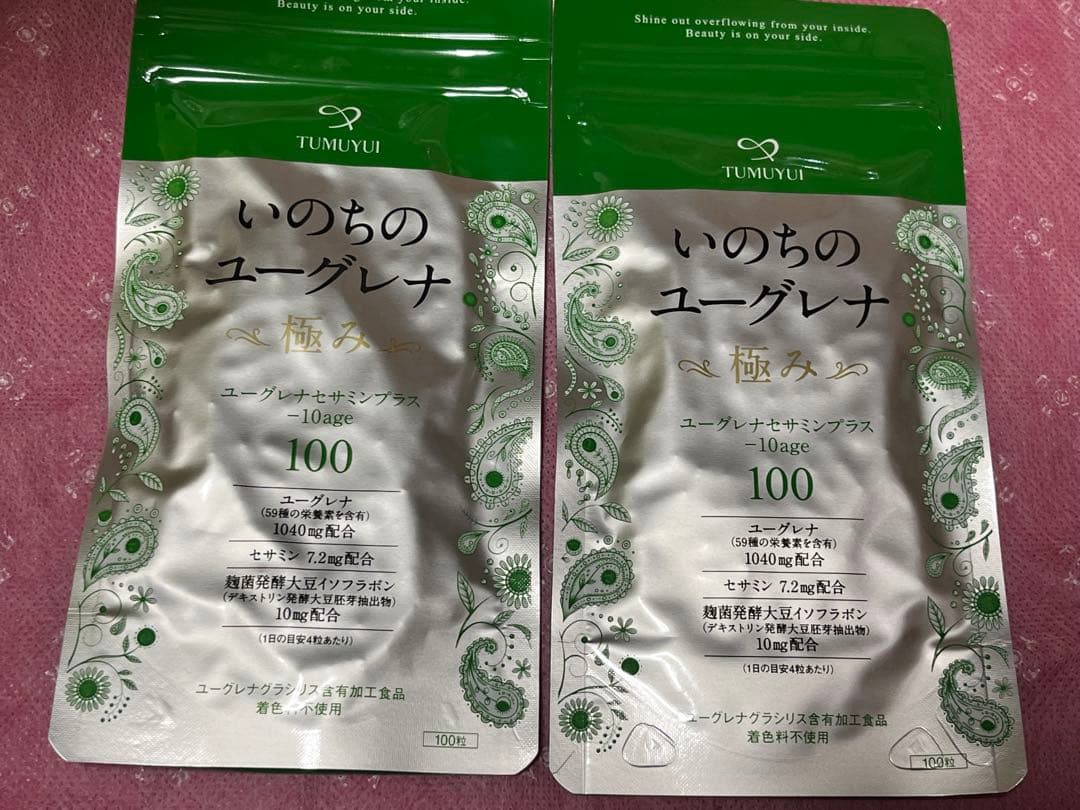 Beauty is on your side.
TUMUYUI
いのちの
ユーグレナ
極み
ユーグレナセサミンプラス
-10age
100
ユーグレナ
(59種の栄養素を含有)
1040mg配合
セサミン 7.2mg配合
麹菌発酵大豆イソフラボン
(デキストリン発酵大豆胚芽抽出物)
10mg配合
(1日の目安4粒あたり)
ユーグレナグラシリス含有加工食品
着色料不使用
100粒
Shine out overflowing from your inside.
Beauty is on your side.
TUMUYUI
いのちの
ユーグレナ
極み
ユーグレナセサミンプラス
-10age
100
ユーグレナ
(59種の栄養素を含有)
1040mg配合
セサミン 7.2mg配合
麹菌発酵大豆イソフラボン
(デキストリン発酵大豆胚芽抽出物)
10mg配合
(1日の目安4粒あたり)
ユーグレナグラシリス含有加工食品
着色料不使用
100粒